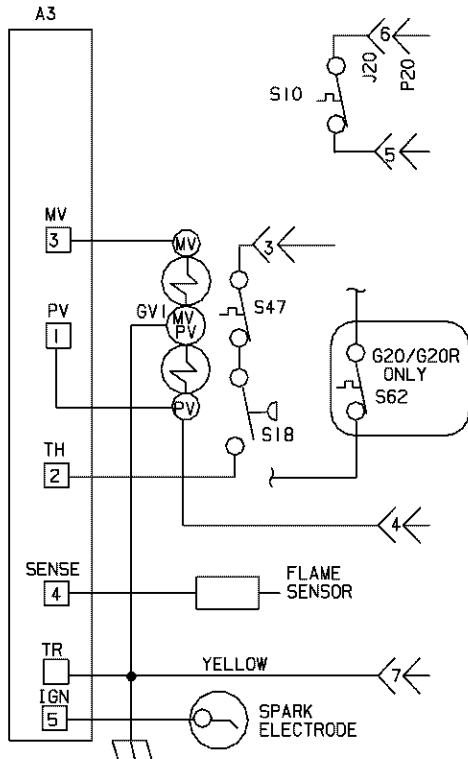 A3
6
J20
P20
S10
5
MV
3
MV
3
S47
GV1
MV
PV
PV
1
G20/G20R
ONLY
S62
PV
S18
TH
2
4
SENSE
4
FLAME
SENSOR
TR
YELLOW
7
IGN
5
SPARK
ELECTRODE